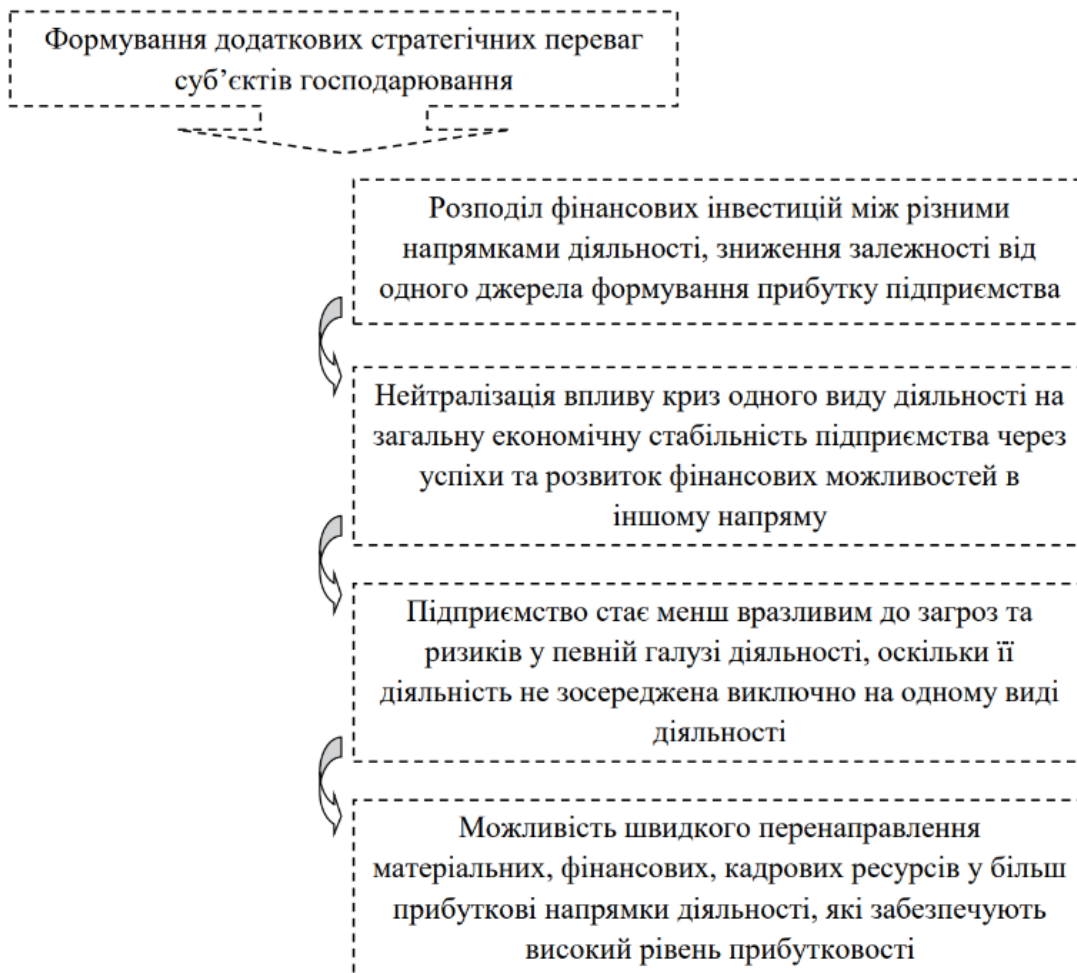 Формування додаткових стратегічних переваг
суб’єктів господарювання
Розподіл фінансових інвестицій між різними
напрямками діяльності, зниження залежності від
одного джерела формування прибутку підприємства
Нейтралізація впливу криз одного виду діяльності на
загальну економічну стабільність підприємства через
успіхи та розвиток фінансових можливостей в
іншому напряму
Підприємство стає менш вразливим до загроз та
ризиків у певній галузі діяльності, оскільки її
діяльність не зосереджена виключно на одному виді
діяльності
Можливість швидкого перенаправлення
матеріальних, фінансових, кадрових ресурсів у більш
прибуткові напрямки діяльності, які забезпечують
високий рівень прибутковості